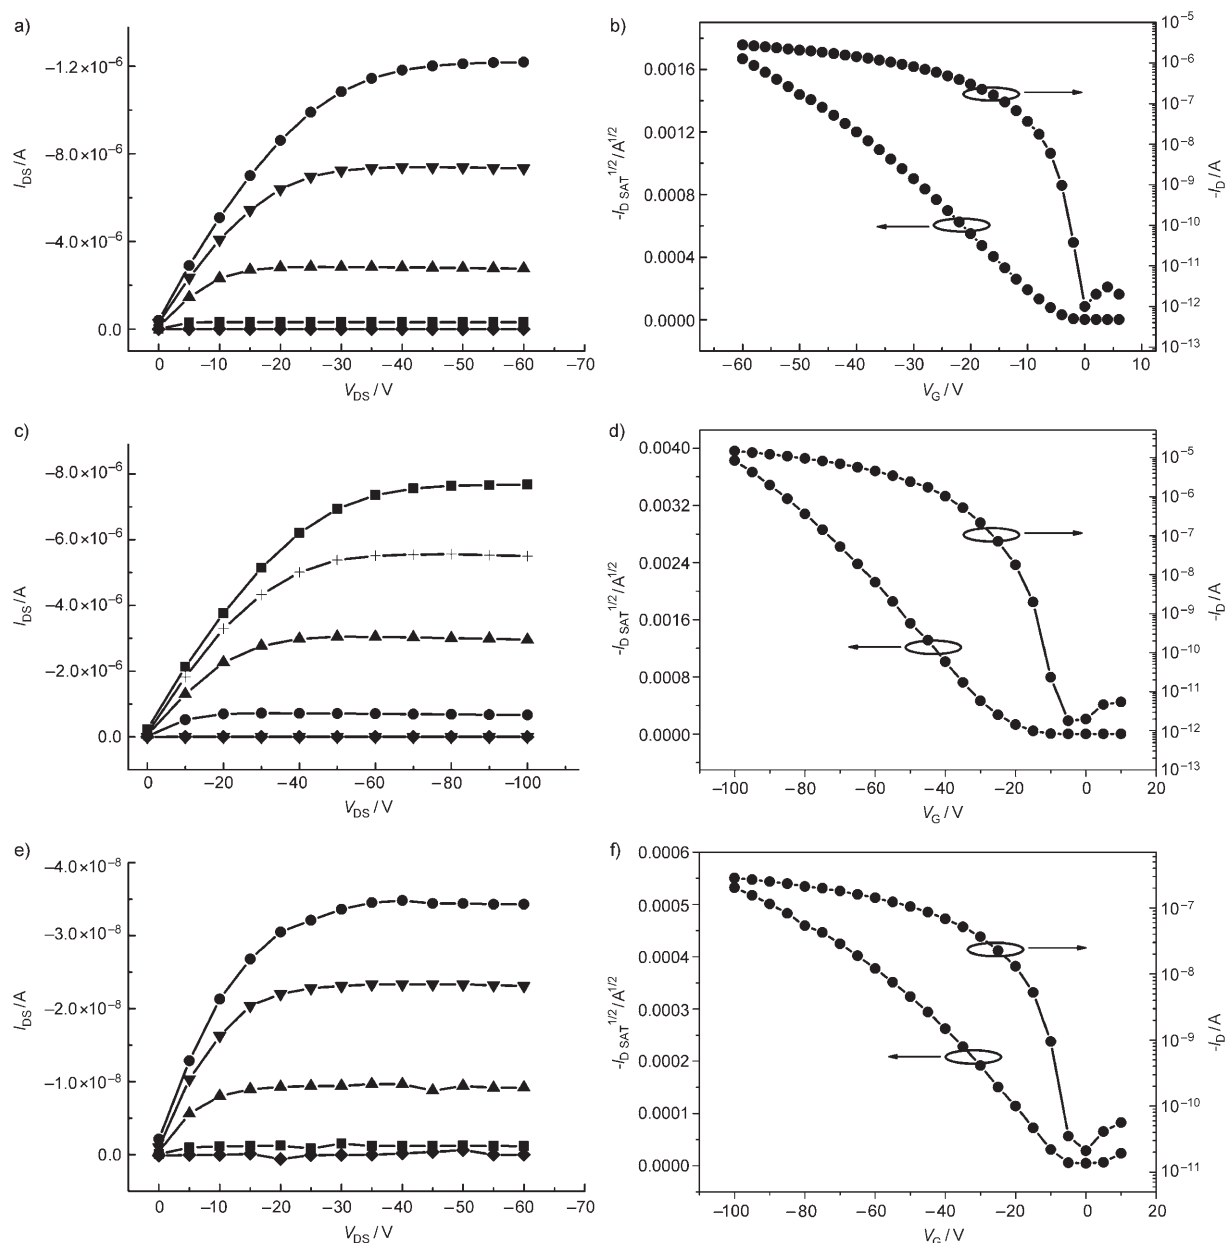 a)
−1.2×10⁻⁶
−8.0×10⁻⁶
−4.0×10⁻⁶
0.0
I_DS / A
0 −10 −20 −30 −40 −50 −60 −70
V_DS / V
b)
0.0016
0.0012
0.0008
0.0004
0.0000
-I_D SAT^1/2 / A^1/2
10⁻⁵
10⁻⁶
10⁻⁷
10⁻⁸
10⁻⁹
10⁻¹⁰
10⁻¹¹
10⁻¹²
10⁻¹³
-I_D / A
−60 −50 −40 −30 −20 −10 0 10
V_G / V
c)
−8.0×10⁻⁶
−6.0×10⁻⁶
−4.0×10⁻⁶
−2.0×10⁻⁶
0.0
I_DS / A
0 −20 −40 −60 −80 −100
V_DS / V
d)
0.0040
0.0032
0.0024
0.0016
0.0008
0.0000
-I_D SAT^1/2 / A^1/2
10⁻⁵
10⁻⁶
10⁻⁷
10⁻⁸
10⁻⁹
10⁻¹⁰
10⁻¹¹
10⁻¹²
10⁻¹³
-I_D / A
−100 −80 −60 −40 −20 0 20
V_G / V
e)
−4.0×10⁻⁸
−3.0×10⁻⁸
−2.0×10⁻⁸
−1.0×10⁻⁸
0.0
I_DS / A
0 −10 −20 −30 −40 −50 −60 −70
V_DS / V
f)
0.0006
0.0005
0.0004
0.0003
0.0002
0.0001
0.0000
-I_D SAT^1/2 / A^1/2
10⁻⁷
10⁻⁸
10⁻⁹
10⁻¹⁰
10⁻¹¹
-I_D / A
−100 −80 −60 −40 −20 0 20
V_G / V